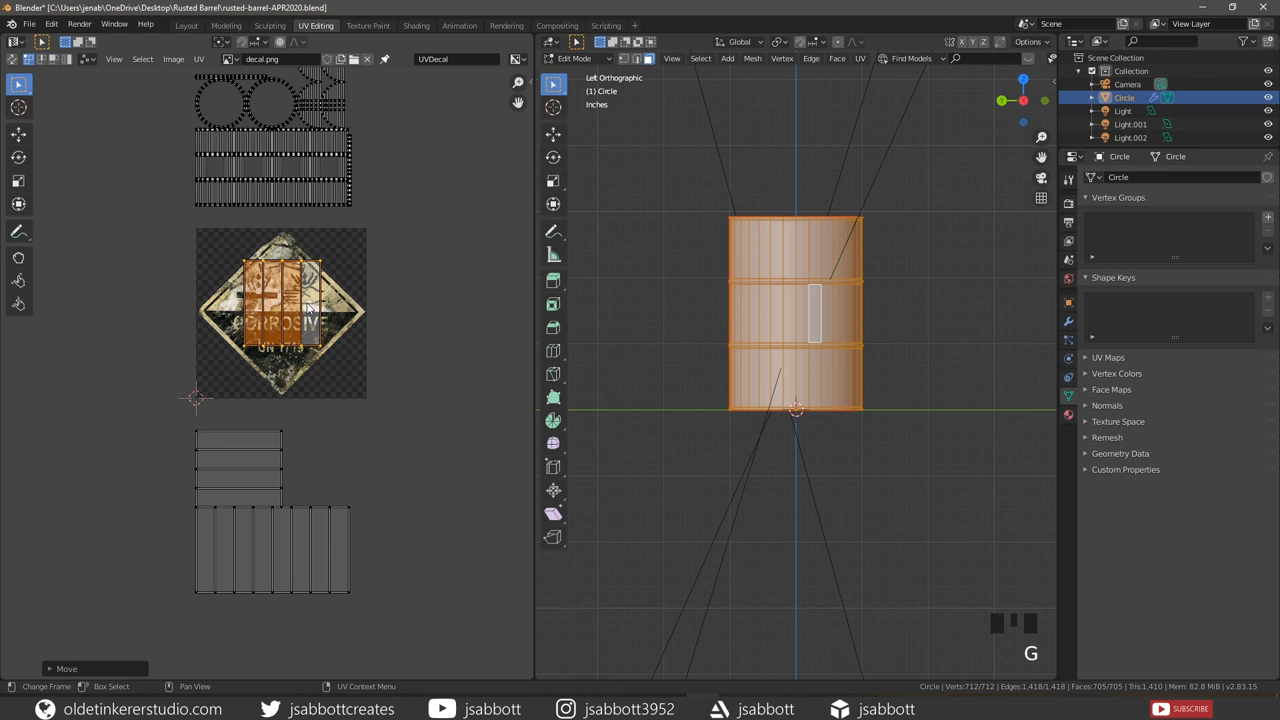 Blender* [C:\Users\jenab\OneDrive\Desktop\Rusted Barrel\rusted-barrel-APR2020.blend]
File Edit Render Window Help Layout Modeling Sculpting UV Editing Texture Paint Shading Animation Rendering Compositing Scripting Scene View Layer
Global X Y Z Options
View Select Image UV decal.png UVDecal Edit Mode View Select Add Mesh Vertex Edge Face UV Find Models
Left Orthographic
(1) Circle
Inches
Z
Y
X
Scene Collection
Collection
Camera
Circle
Light
Light.001
Light.002
Circle Circle
Circle
Vertex Groups
Shape Keys
UV Maps
Vertex Colors
Face Maps
Normals
Texture Space
Remesh
Geometry Data
Custom Properties
CORROSIVE
UN 1719
G
Move
Change Frame Box Select Pan View UV Context Menu Circle | Verts:712/712 | Edges:1,418/1,418 | Faces:705/705 | Tris:1,410 | Mem: 82.8 MiB | v2.83.15
oldetinkererstudio.com jsabbottcreates jsabbott jsabbott3952 jsabbott jsabbott SUBSCRIBE